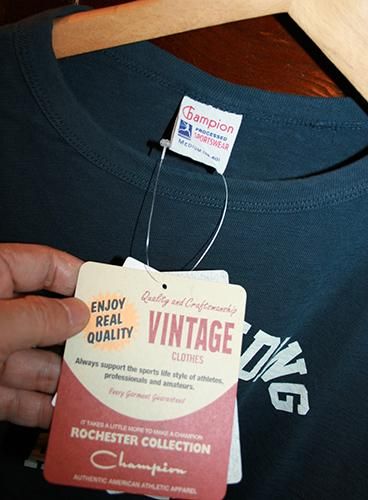 Champion
PROCESSED
SPORTSWEAR
MEDIUM (38-40)
ENJOY
REAL
QUALITY
Quality and Craftsmanship
VINTAGE
CLOTHES
Always support the sports life style of athletes,
professionals and amateurs.
Every Garment Guaranteed
IT TAKES A LITTLE MORE TO MAKE A CHAMPION
ROCHESTER COLLECTION
Champion
AUTHENTIC AMERICAN ATHLETIC APPAREL